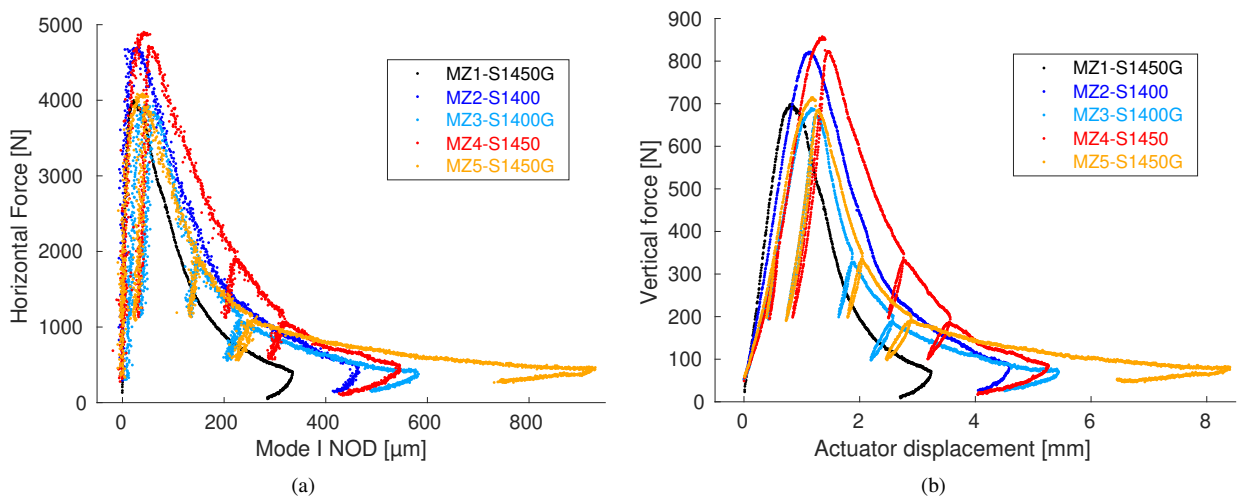 5000
4000
3000
2000
1000
0
Horizontal Force [N]
0 200 400 600 800
Mode I NOD [µm]
MZ1-S1450G
MZ2-S1400
MZ3-S1400G
MZ4-S1450
MZ5-S1450G
(a)
900
800
700
600
500
400
300
200
100
0
Vertical force [N]
0 2 4 6 8
Actuator displacement [mm]
MZ1-S1450G
MZ2-S1400
MZ3-S1400G
MZ4-S1450
MZ5-S1450G
(b)